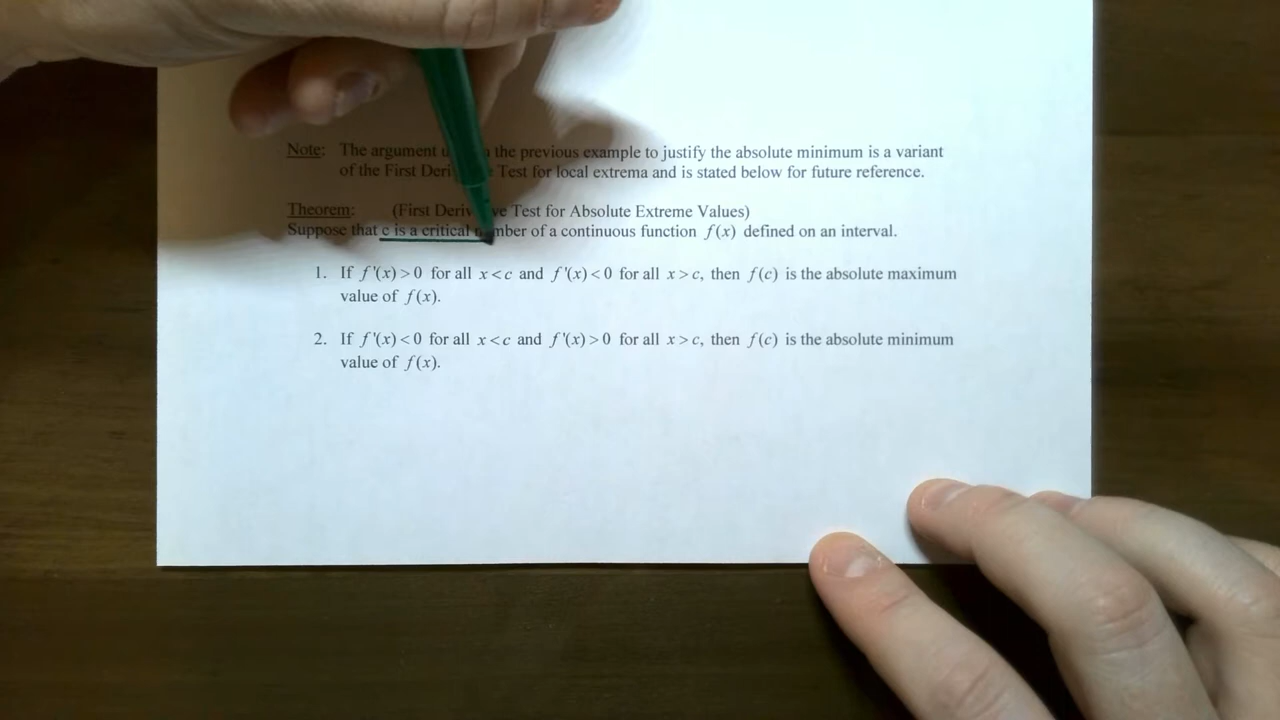 Note: The argument the previous example to justify the absolute minimum is a variant
of the First Test for local extrema and is stated below for future reference.
Theorem: (First Test for Absolute Extreme Values)
Suppose that c is a critical of a continuous function f(x) defined on an interval.
1. If f'(x)>0 for all x<c and f'(x)<0 for all x>c, then f(c) is the absolute maximum
value of f(x).
2. If f'(x)<0 for all x<c and f'(x)>0 for all x>c, then f(c) is the absolute minimum
value of f(x).